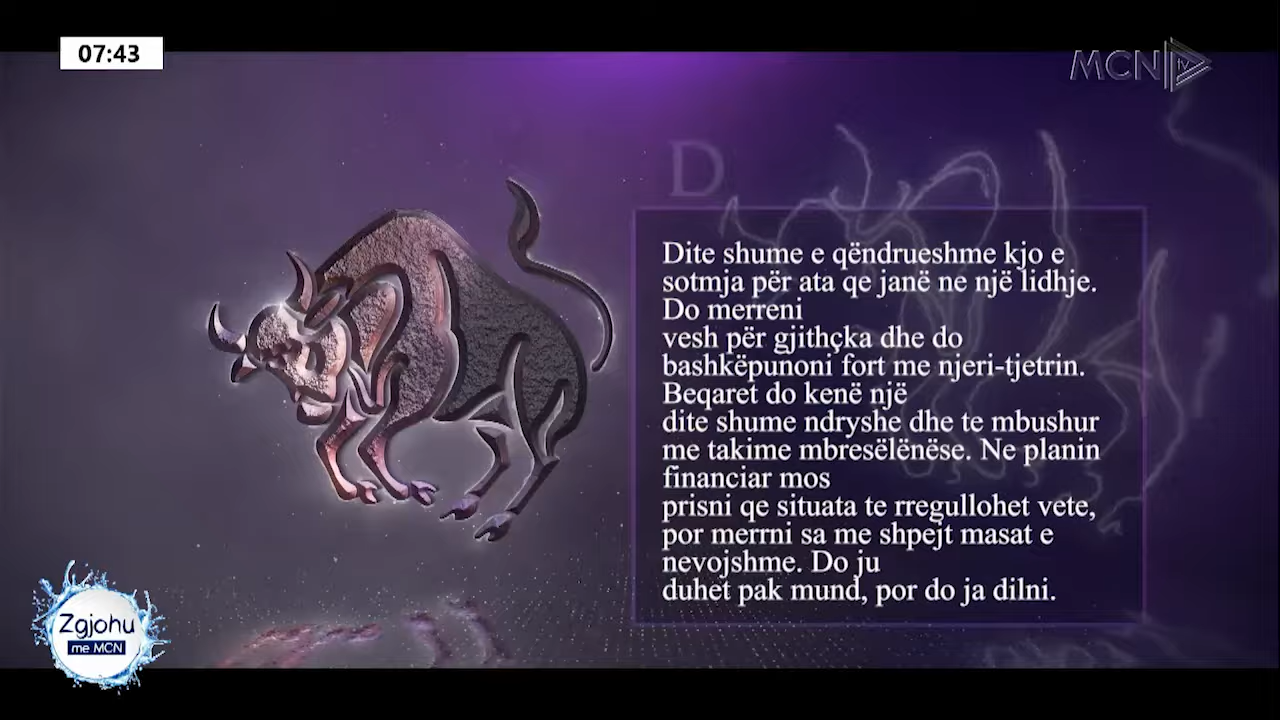 07:43
MCN TV
D
Dite shume e qëndrueshme kjo e
sotmja për ata qe janë ne një lidhje.
Do merreni
vesh për gjithçka dhe do
bashkëpunoni fort me njeri-tjetrin.
Beqaret do kenë një
dite shume ndryshe dhe te mbushur
me takime mbresëlënëse. Ne planin
financiar mos
prisni qe situata te rregullohet vete,
por merrni sa me shpejt masat e
nevojshme. Do ju
duhet pak mund, por do ja dilni.
Zgjohu
me MCN